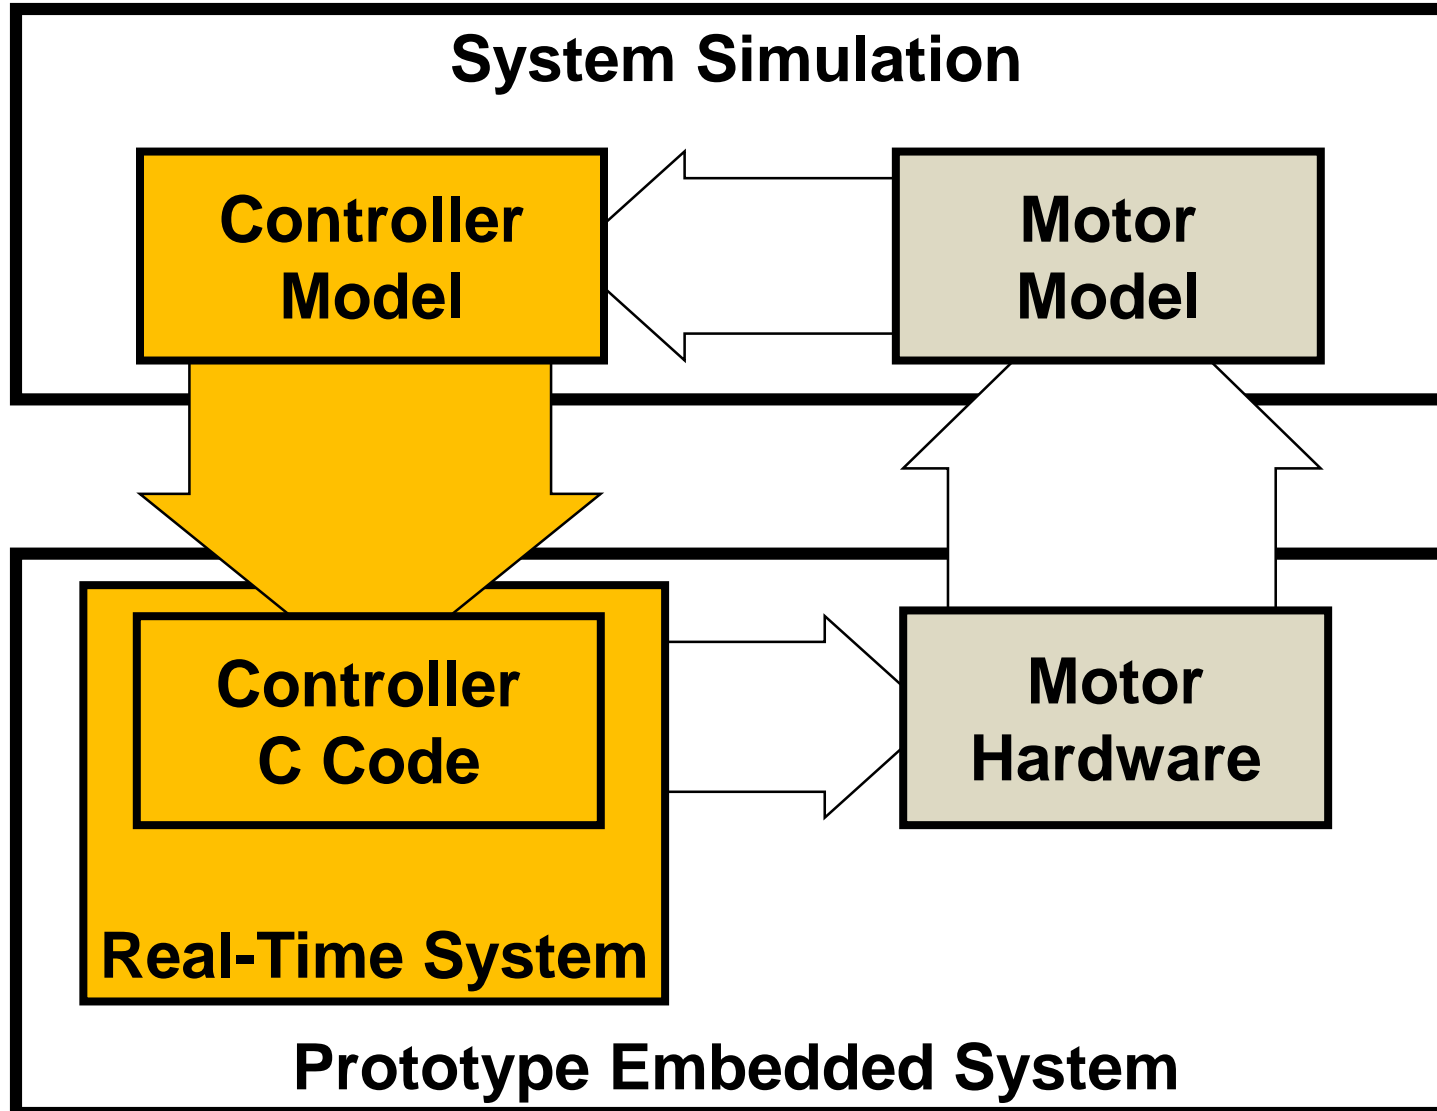 System Simulation
Controller
Model
Motor
Model
Controller
C Code
Motor
Hardware
Real-Time System
Prototype Embedded System